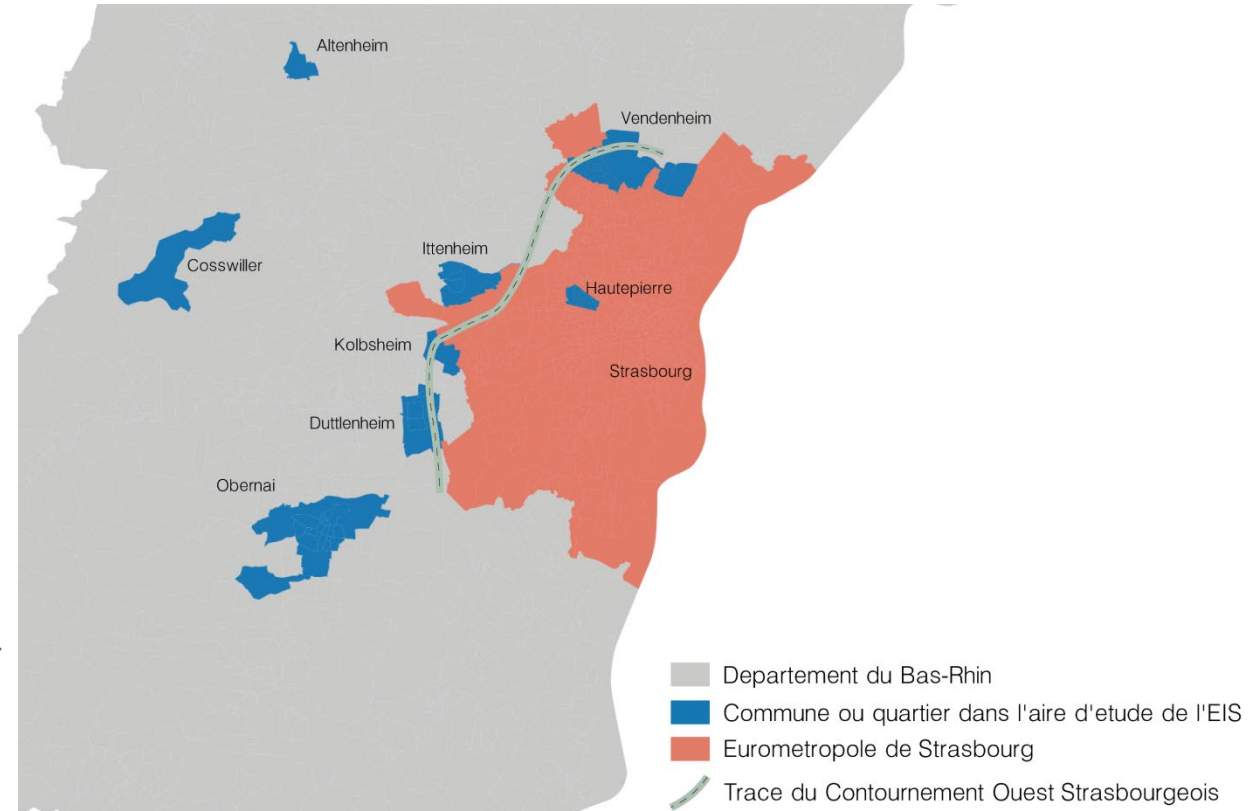 Altenheim
Vendenheim
Cosswiller
Ittenheim
Hautepierre
Kolbsheim
Strasbourg
Duttlenheim
Obernai
Departement du Bas-Rhin
Commune ou quartier dans l'aire d'etude de l'EIS
Eurometropole de Strasbourg
Trace du Contournement Ouest Strasbourgeois